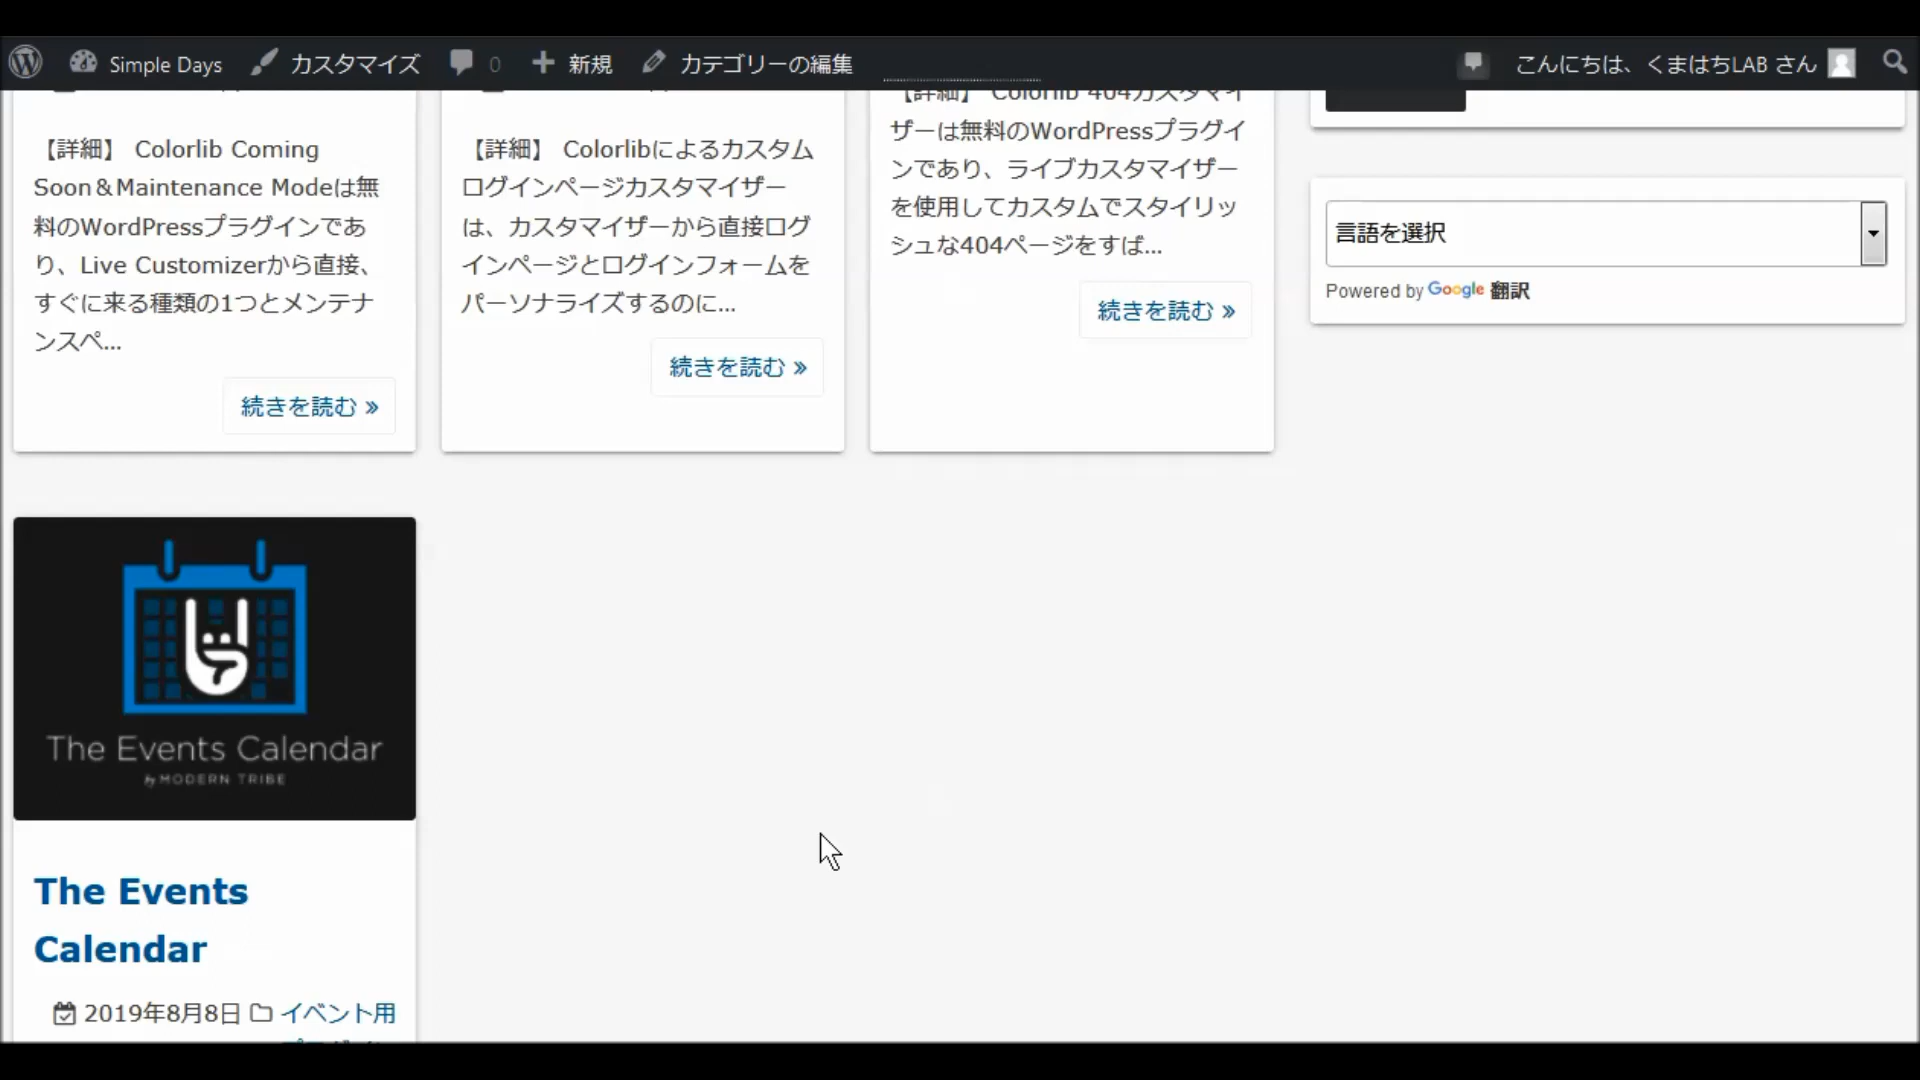 Simple Days
カスタマイズ
0
新規
カテゴリーの編集
こんにちは、くまはちLAB さん
【詳細】 Colorlib Coming
Soon&Maintenance Modeは無
料のWordPressプラグインであ
り、Live Customizerから直接、
すぐに来る種類の1つとメンテナ
ンスペ...
続きを読む »
【詳細】 Colorlibによるカスタム
ログインページカスタマイザー
は、カスタマイザーから直接ログ
インページとログインフォームを
パーソナライズするのに...
続きを読む »
【詳細】 Colorlib 404カスタマイ
ザーは無料のWordPressプラグイ
ンであり、ライブカスタマイザー
を使用してカスタムでスタイリッ
シュな404ページをすば...
続きを読む »
言語を選択
Powered by Google 翻訳
The Events Calendar
by MODERN TRIBE
The Events
Calendar
2019年8月8日 イベント用